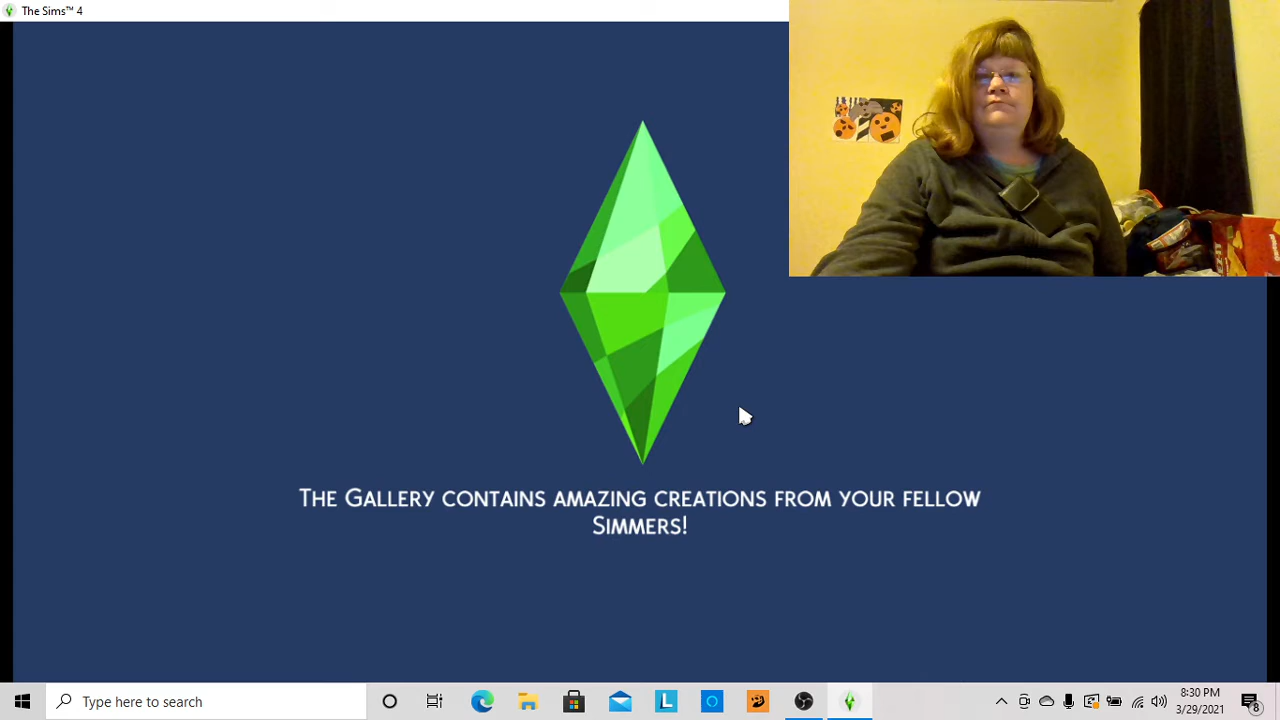 The Sims™ 4
THE GALLERY CONTAINS AMAZING CREATIONS FROM YOUR FELLOW
SIMMERS!
Type here to search
L
8:30 PM
3/29/2021
8